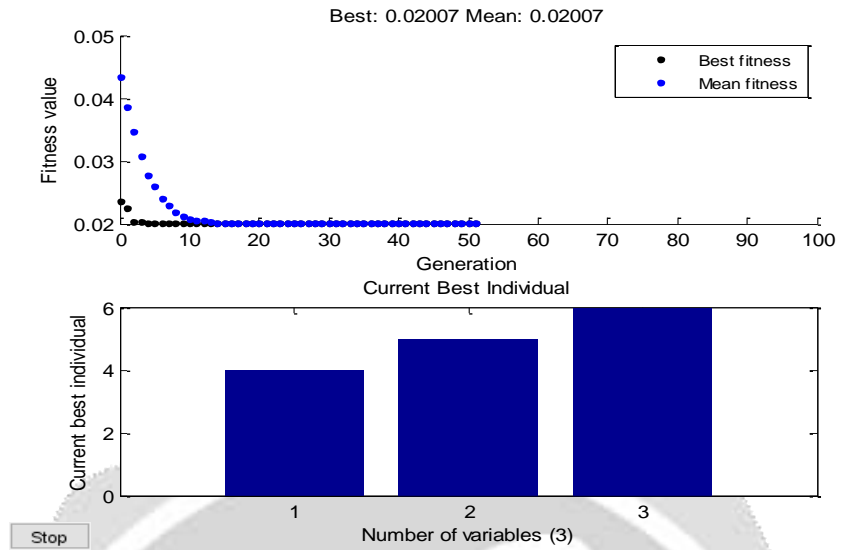 Best: 0.02007 Mean: 0.02007
Fitness value
0.05
0.04
0.03
0.02
Best fitness
Mean fitness
0 10 20 30 40 50 60 70 80 90 100
Generation
Current Best Individual
Current best individual
6
4
2
0
1 2 3
Number of variables (3)
Stop